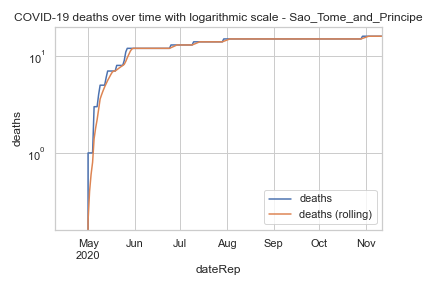 COVID-19 deaths over time with logarithmic scale - Sao_Tome_and_Principe
10¹
10⁰
deaths
deaths
deaths (rolling)
May
2020
Jun
Jul
Aug
Sep
Oct
Nov
dateRep